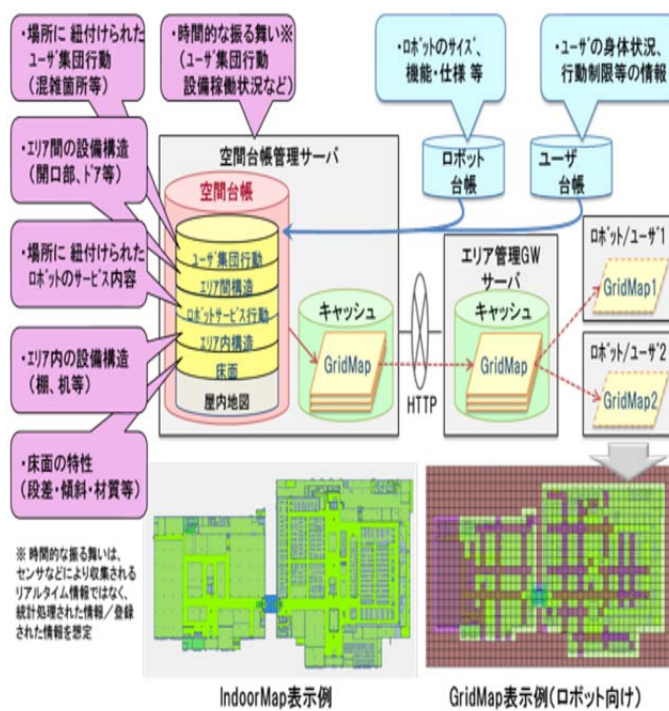 ・場所に 紐付けられた
ユーザ集団行動
(混雑箇所等)
・時間的な振る舞い※
(ユーザ集団行動
設備稼働状況など)
・ロボットのサイズ、
機能・仕様 等
・ユーザの身体状況、
行動制限等の情報
・エリア間の設備構造
(開口部、ドア等)
・場所に 紐付けられた
ロボットのサービス内容
・エリア内の設備構造
(棚、机等)
・床面の特性
(段差・傾斜・材質等)
空間台帳管理サーバ
空間台帳
ユーザ集団行動
エリア間構造
ロボットサービス行動
エリア内構造
床面
屋内地図
キャッシュ
GridMap
HTTP
ロボット
台帳
ユーザ
台帳
エリア管理GW
サーバ
キャッシュ
GridMap
ロボット/ユーザ1
GridMap1
ロボット/ユーザ2
GridMap2
※ 時間的な振る舞いは、
センサなどにより収集される
リアルタイム情報ではなく、
統計処理された情報/登録
された情報を想定
IndoorMap表示例
GridMap表示例(ロボット向け)